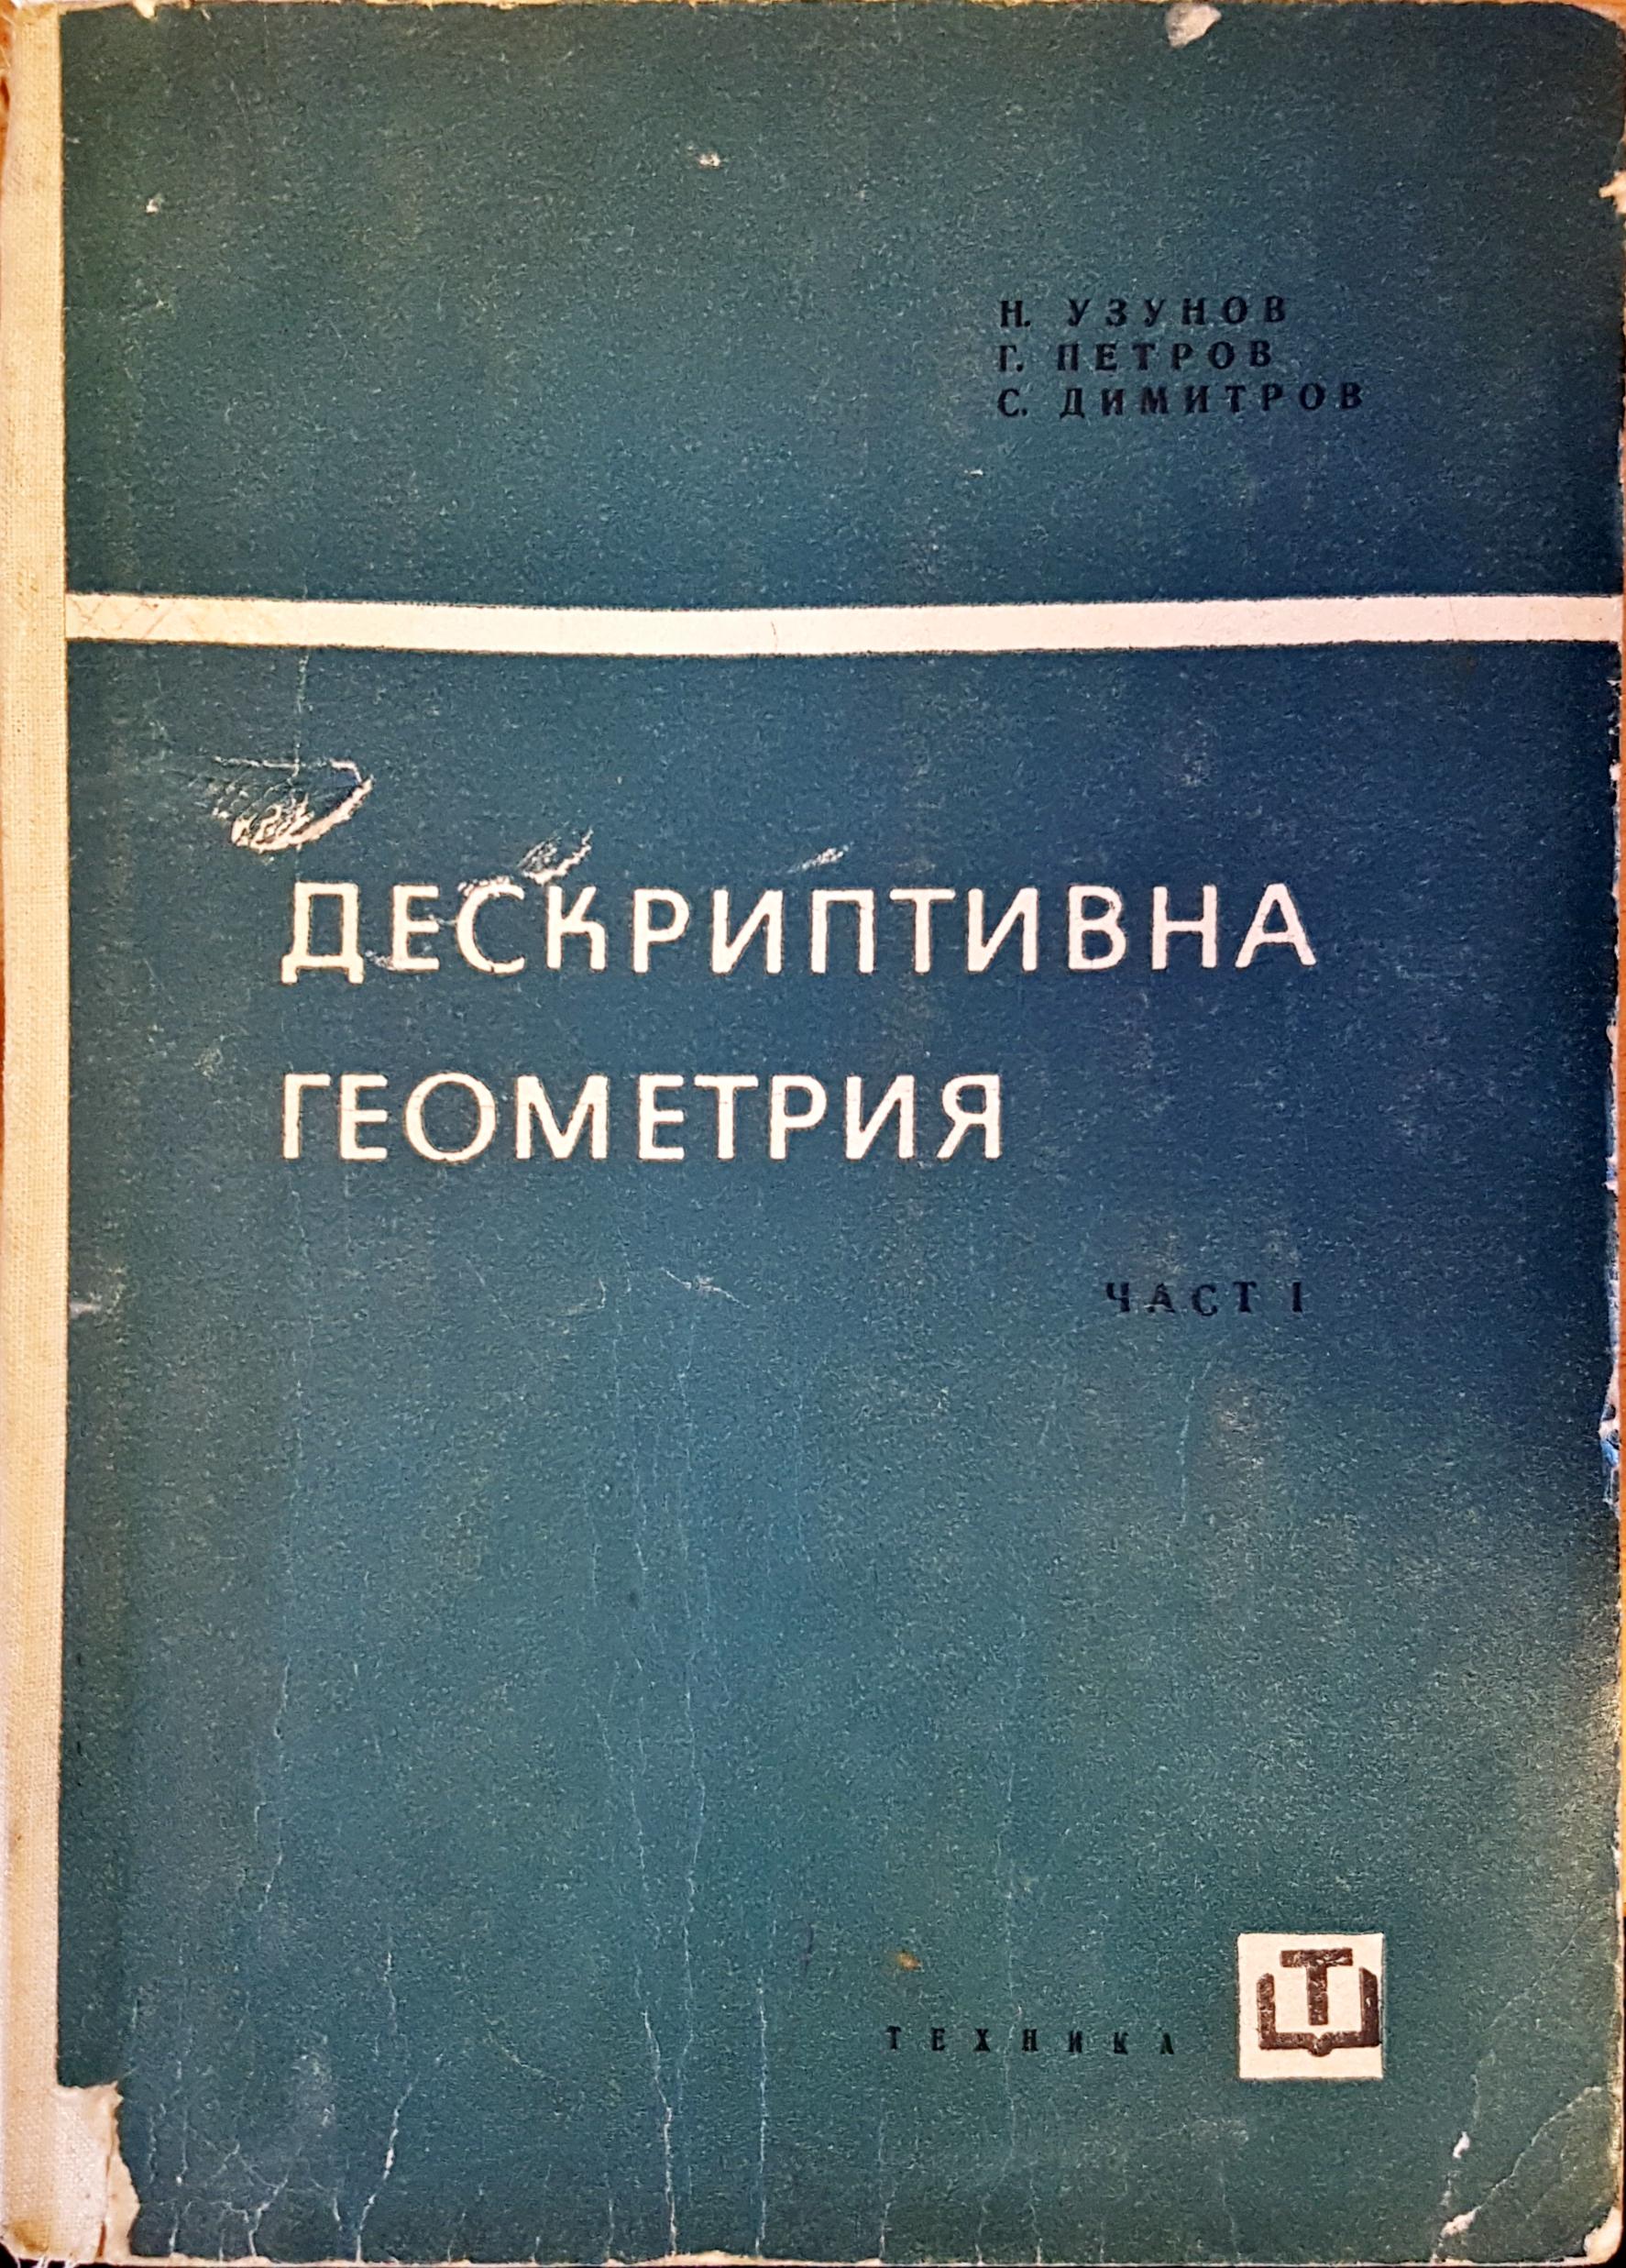 Н. УЗУНОВ
Г. ПЕТРОВ
С. ДИМИТРОВ
ДЕСКРИПТИВНА
ГЕОМЕТРИЯ
ЧАСТ I
ТЕХНИКА
Т